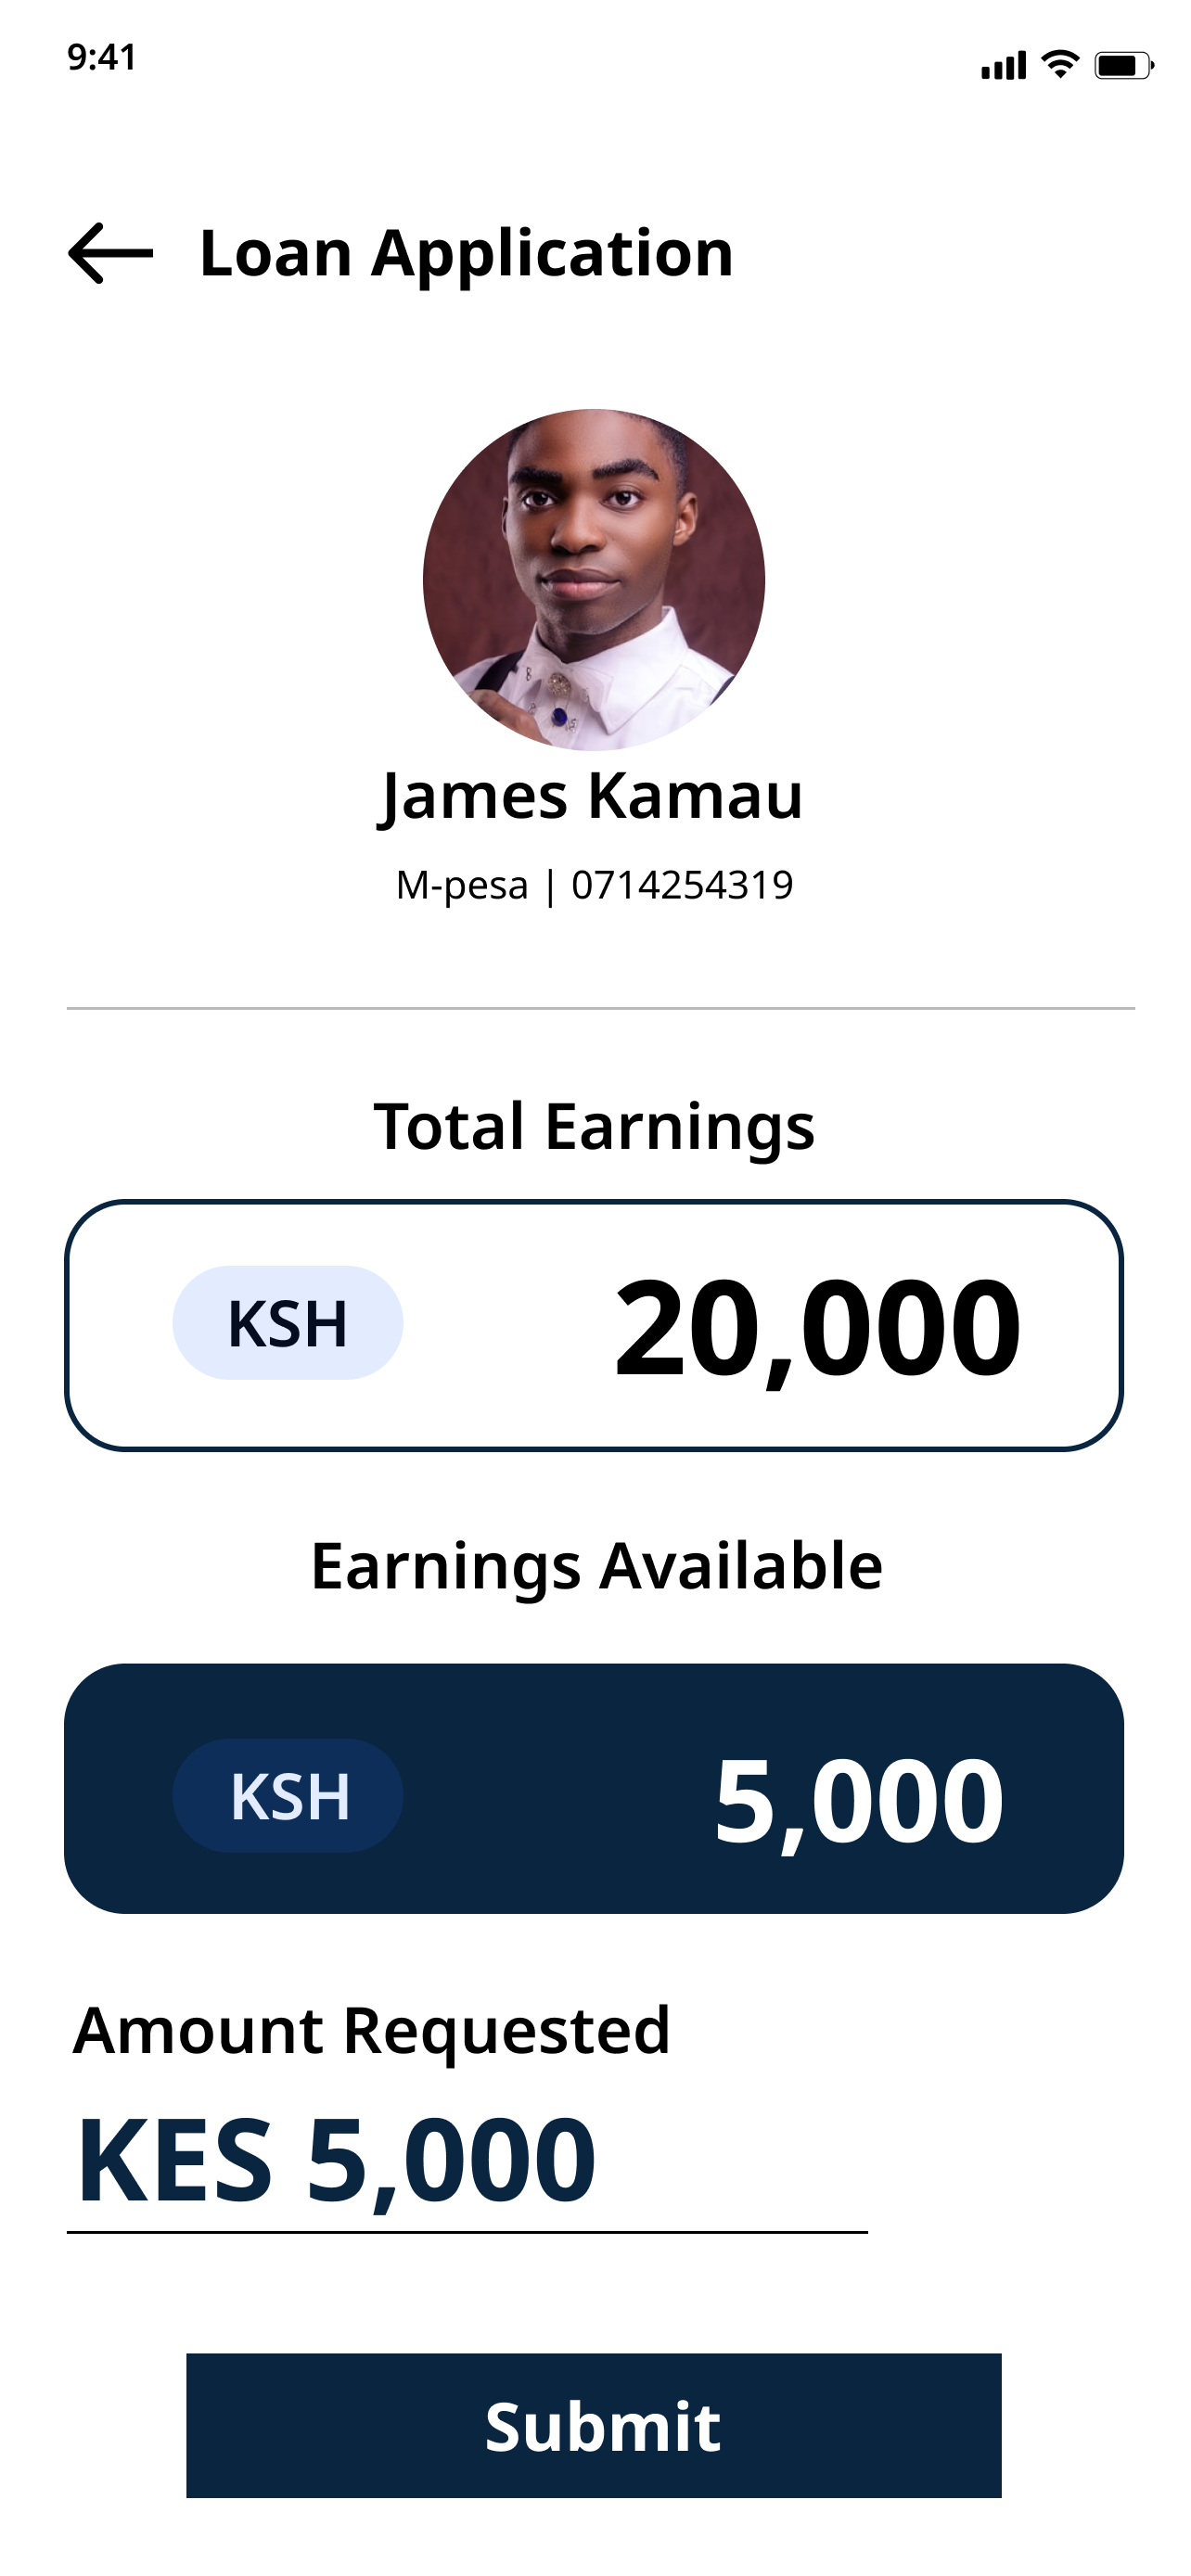 9:41
Loan Application
James Kamau
M-pesa | 0714254319
Total Earnings
KSH 20,000
Earnings Available
KSH 5,000
Amount Requested
KES 5,000
Submit